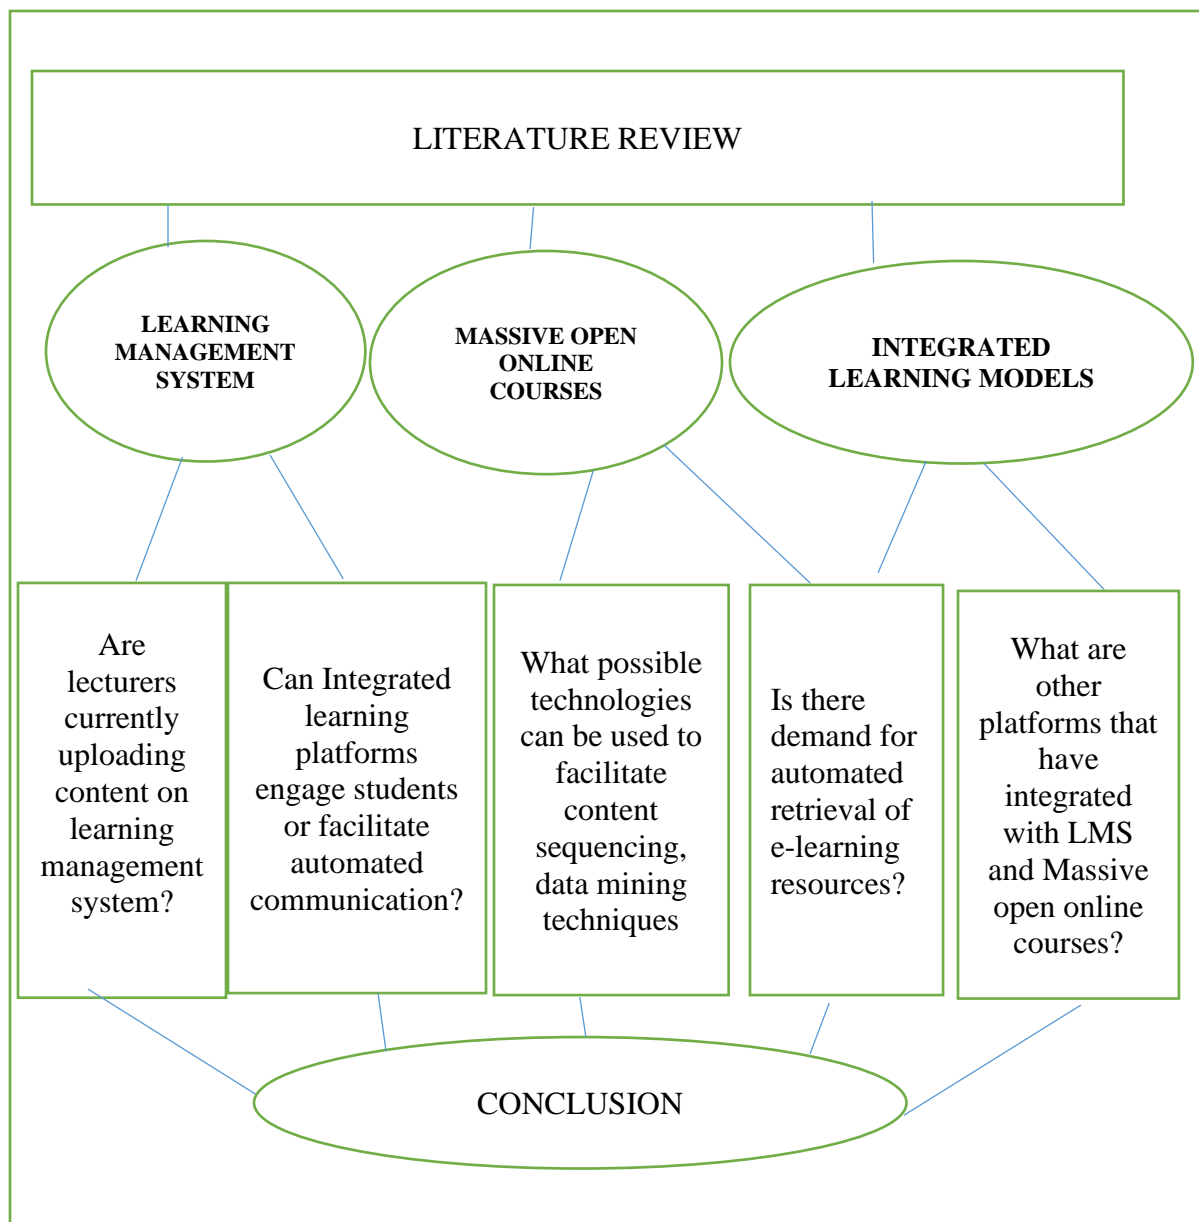 LITERATURE REVIEW
LEARNING
MANAGEMENT
SYSTEM
MASSIVE OPEN
ONLINE
COURSES
INTEGRATED
LEARNING MODELS
Are
lecturers
currently
uploading
content on
learning
management
system?
Can Integrated
learning
platforms
engage students
or facilitate
automated
communication?
What possible
technologies
can be used to
facilitate
content
sequencing,
data mining
techniques
Is there
demand for
automated
retrieval of
e-learning
resources?
What are
other
platforms that
have
integrated
with LMS
and Massive
open online
courses?
CONCLUSION